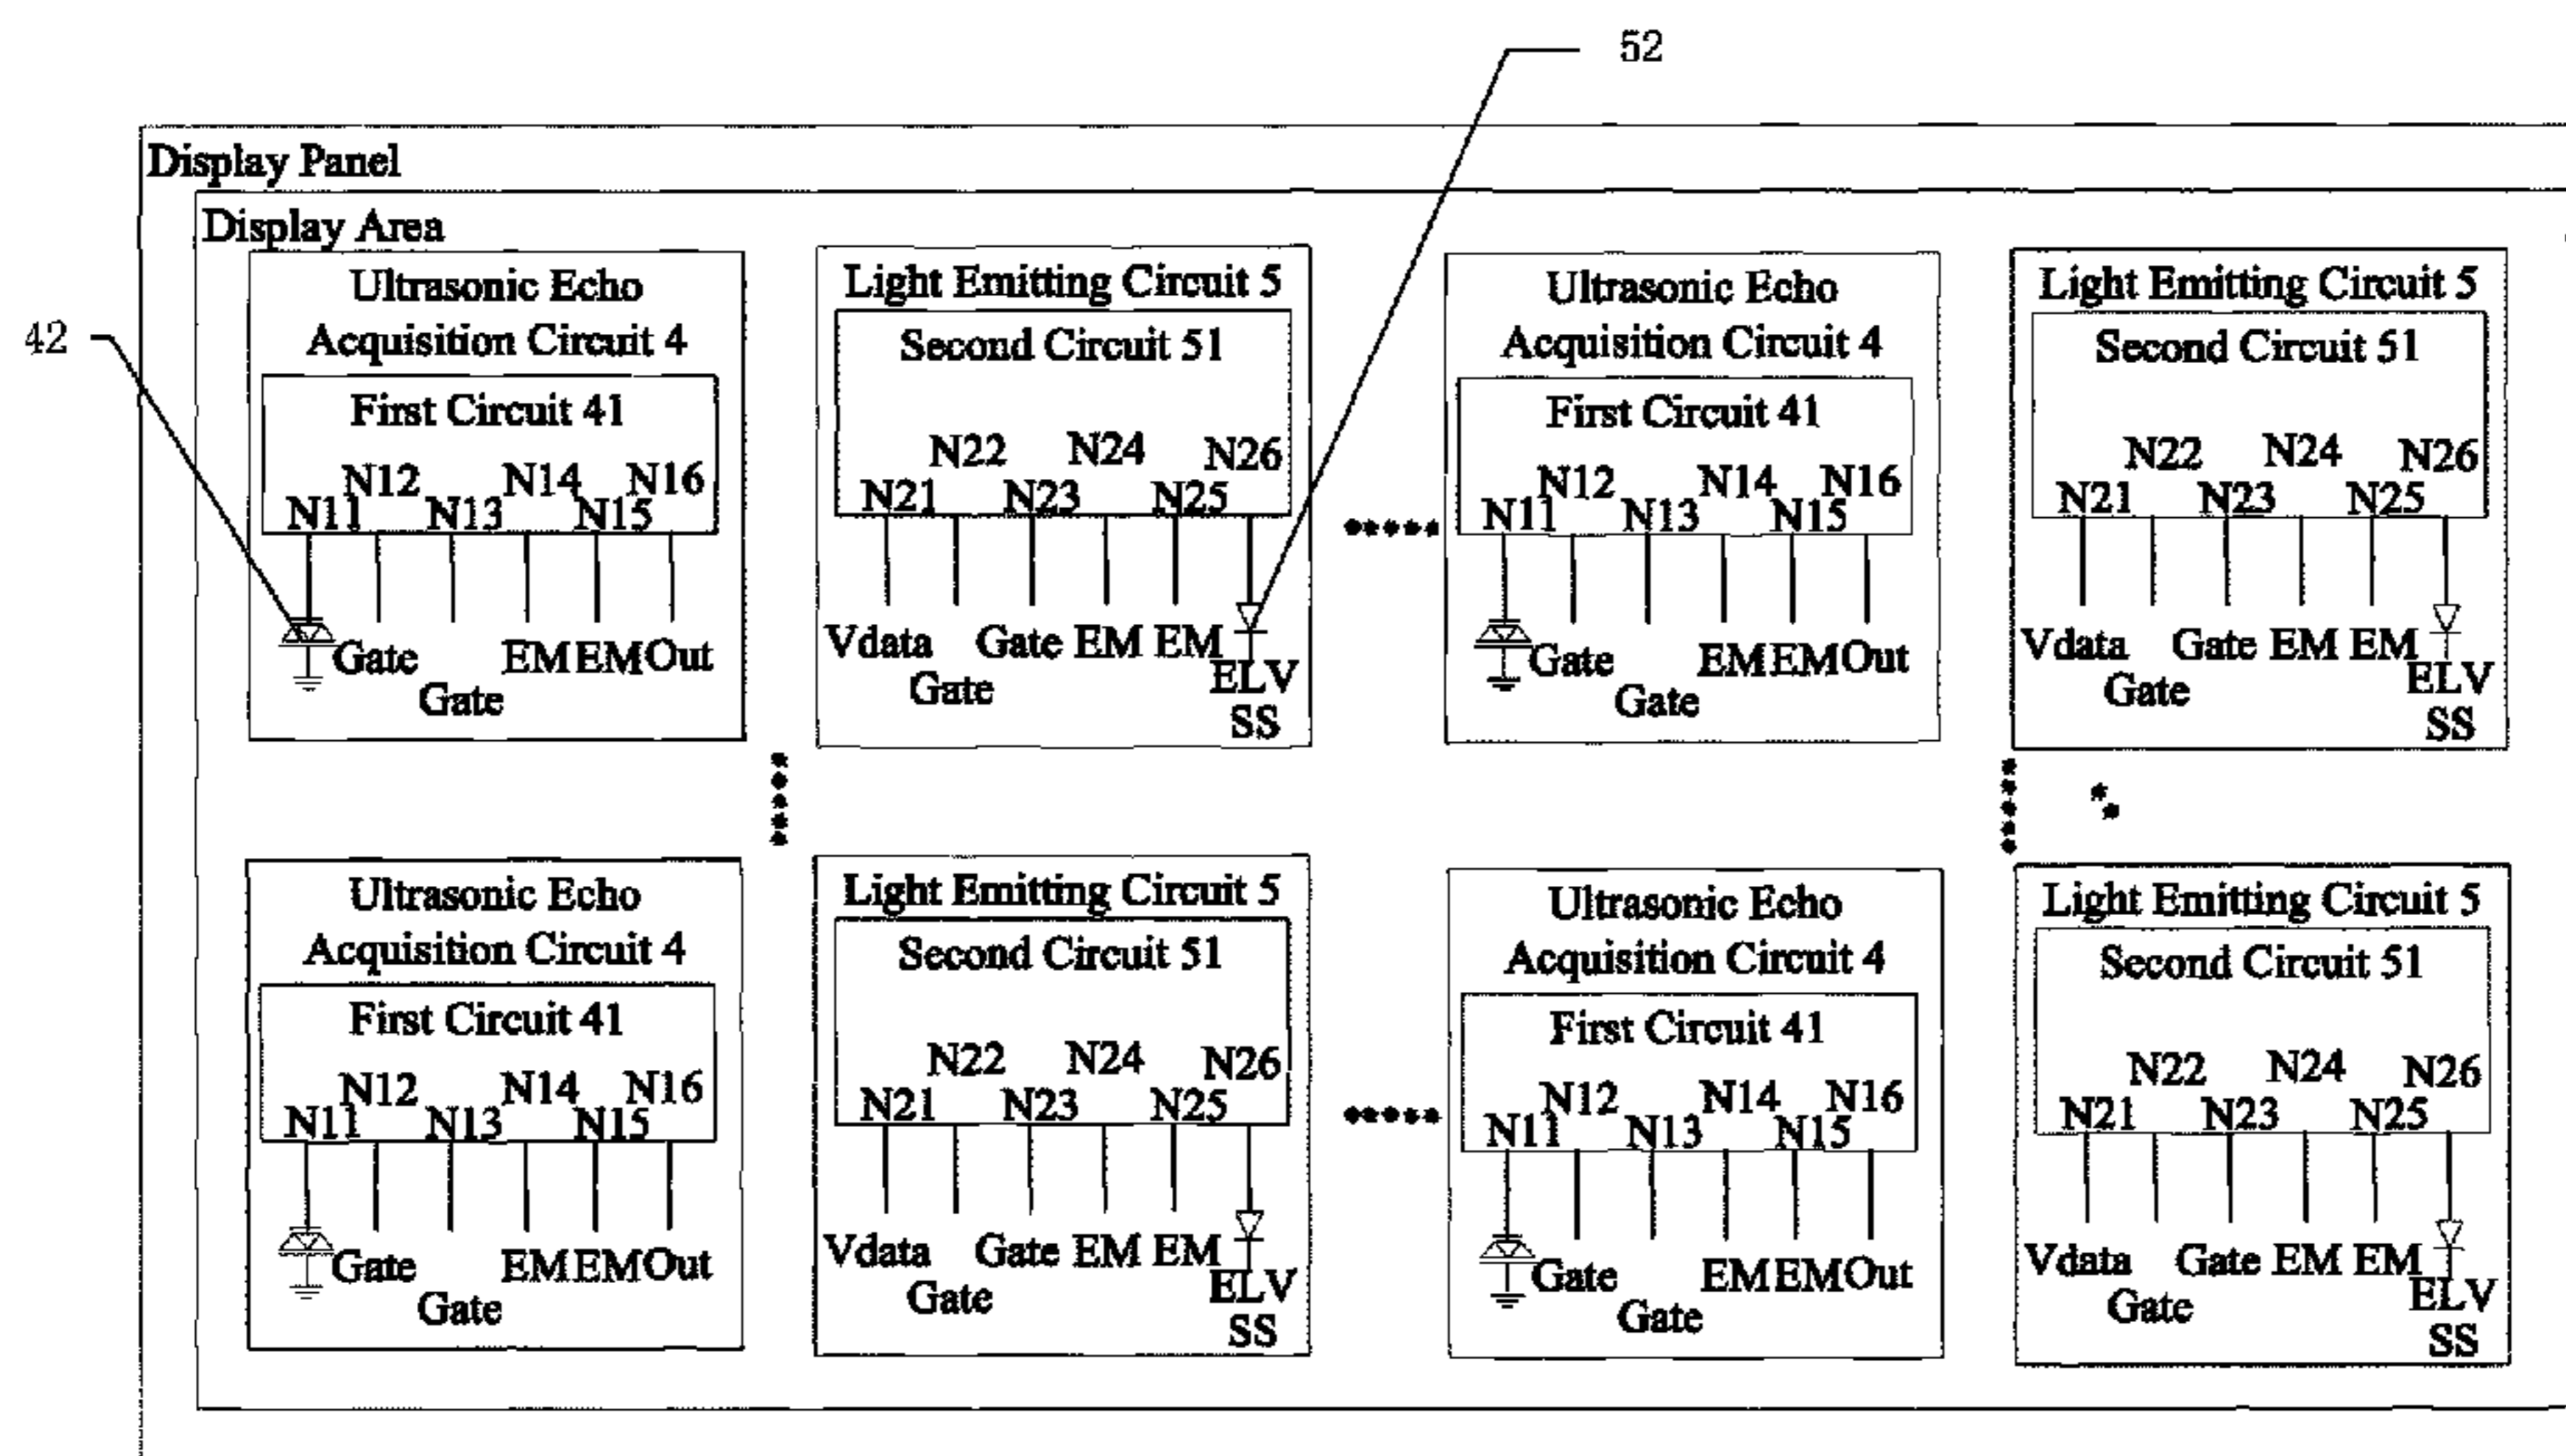 52
Display Panel
Display Area
42
Ultrasonic Echo
Acquisition Circuit 4
First Circuit 41
N12 N14 N16
N11 N13 N15
Gate EM EM Out
Gate
Light Emitting Circuit 5
Second Circuit 51
N22 N24 N26
N21 N23 N25
Vdata Gate EM EM
Gate
ELV
SS
Ultrasonic Echo
Acquisition Circuit 4
First Circuit 41
N12 N14 N16
N11 N13 N15
Gate EM EM Out
Gate
Light Emitting Circuit 5
Second Circuit 51
N22 N24 N26
N21 N23 N25
Vdata Gate EM EM
Gate
ELV
SS
Ultrasonic Echo
Acquisition Circuit 4
First Circuit 41
N12 N14 N16
N11 N13 N15
Gate EM EM Out
Gate
Light Emitting Circuit 5
Second Circuit 51
N22 N24 N26
N21 N23 N25
Vdata Gate EM EM
Gate
ELV
SS
Ultrasonic Echo
Acquisition Circuit 4
First Circuit 41
N12 N14 N16
N11 N13 N15
Gate EM EM Out
Gate
Light Emitting Circuit 5
Second Circuit 51
N22 N24 N26
N21 N23 N25
Vdata Gate EM EM
Gate
ELV
SS